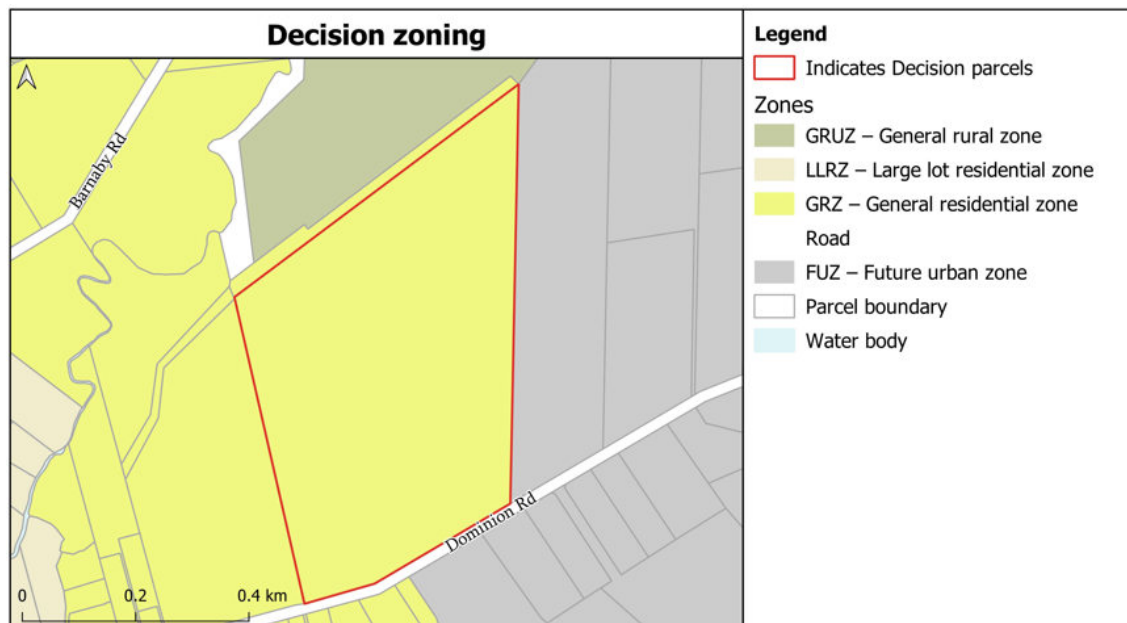 Decision zoning
Barnaby Rd
Dominion Rd
0 0.2 0.4 km
Legend
Indicates Decision parcels
Zones
GRUZ – General rural zone
LLRZ – Large lot residential zone
GRZ – General residential zone
Road
FUZ – Future urban zone
Parcel boundary
Water body